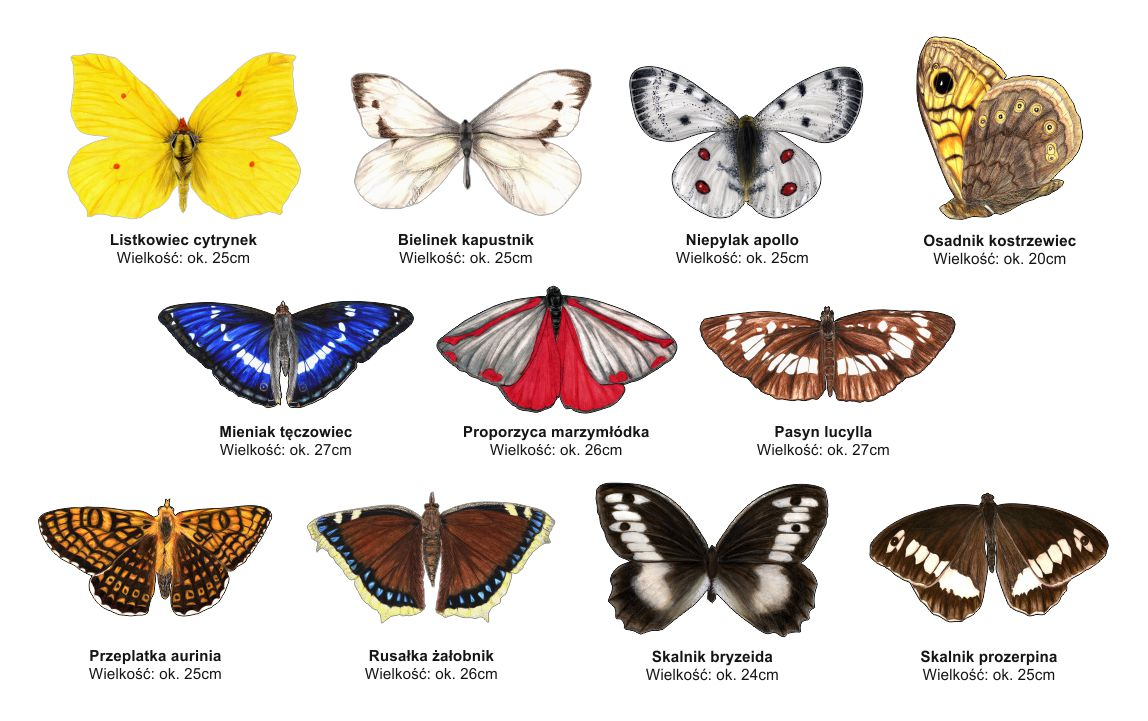 Listkowiec cytrynek
Wielkość: ok. 25cm
Bielinek kapustnik
Wielkość: ok. 25cm
Niepylak apollo
Wielkość: ok. 25cm
Osadnik kostrzewiec
Wielkość: ok. 20cm
Mieniak tęczowiec
Wielkość: ok. 27cm
Proporzyca marzymłódka
Wielkość: ok. 26cm
Pasyn lucylla
Wielkość: ok. 27cm
Przeplatka aurinia
Wielkość: ok. 25cm
Rusałka żałobnik
Wielkość: ok. 26cm
Skalnik bryzeida
Wielkość: ok. 24cm
Skalnik prozerpina
Wielkość: ok. 25cm